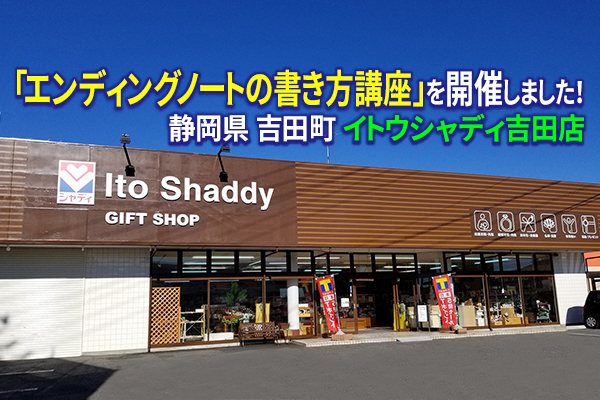 「エンディングノートの書き方講座」を開催しました!
静岡県 吉田町 イトウシャディ吉田店
シャディ
Ito Shaddy
GIFT SHOP